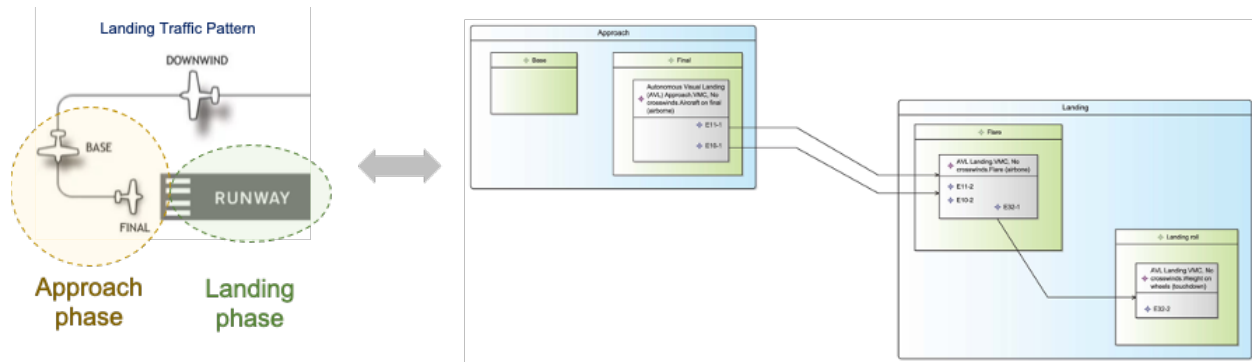 Landing Traffic Pattern
DOWNWIND
BASE
RUNWAY
FINAL
Approach
phase
Landing
phase
Approach
Base
Final
Autonomous Visual Landing
(AVL) Approach.VMC, No
crosswinds.Aircraft on final
(airborne)
E11-1
E10-1
Landing
Flare
AVL Landing.VMC, No
crosswinds.Flare (airbone)
E11-2
E10-2
E32-1
Landing roll
AVL Landing.VMC, No
crosswinds.Weight on
wheels (touchdown)
E32-2